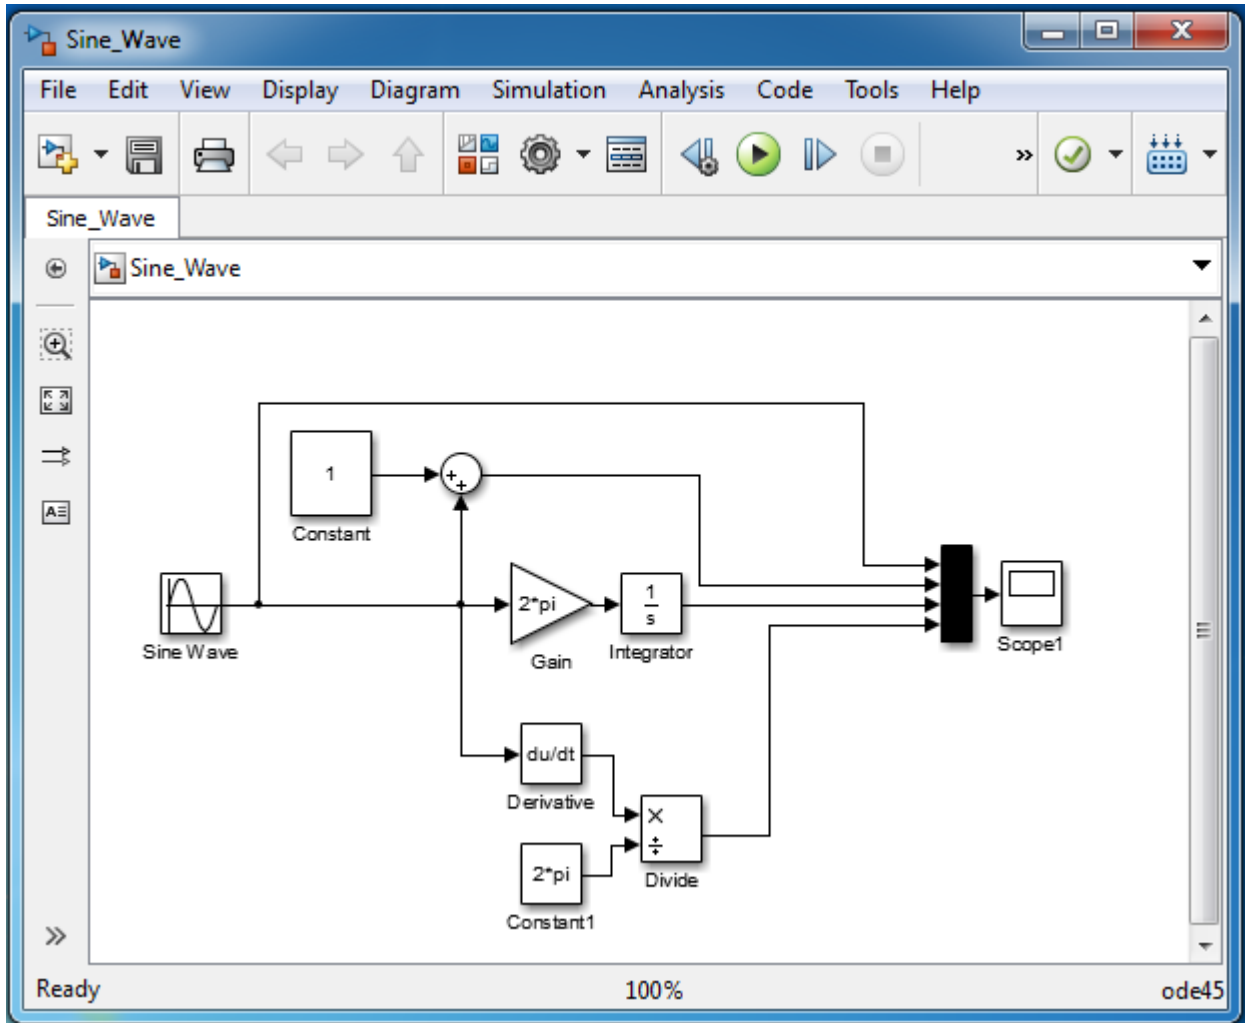 Sine_Wave
File Edit View Display Diagram Simulation Analysis Code Tools Help
»
Sine_Wave
Sine_Wave
1
Constant
+
+
Sine Wave
2*pi
Gain
1
s
Integrator
Scope1
du/dt
Derivative
×
÷
Divide
2*pi
Constant1
»
Ready 100% ode45